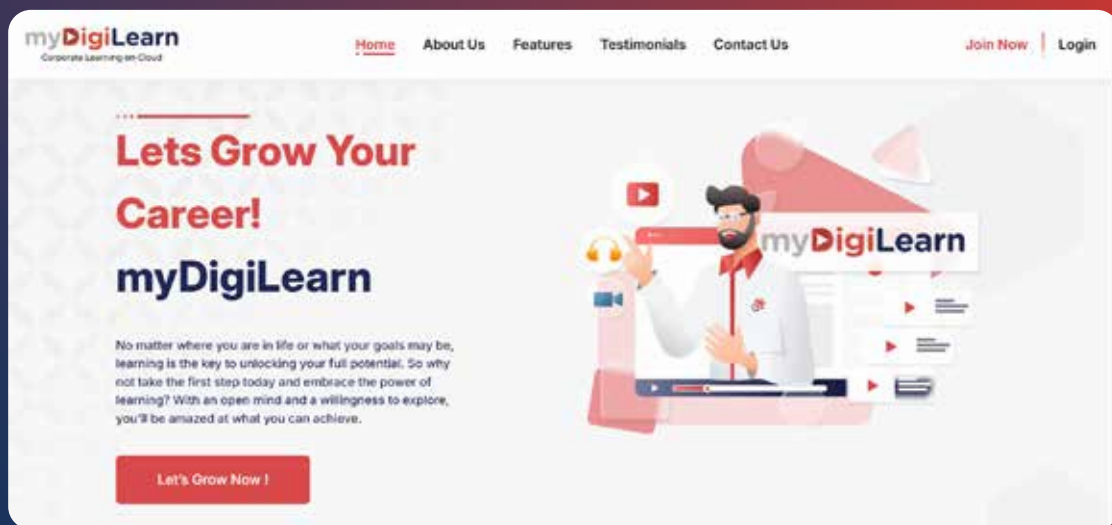 myDigiLearn
Corporate Learning on Cloud
Home About Us Features Testimonials Contact Us
Join Now Login
Lets Grow Your
Career!
myDigiLearn
No matter where you are in life or what your goals may be,
learning is the key to unlocking your full potential. So why
not take the first step today and embrace the power of
learning? With an open mind and a willingness to explore,
you'll be amazed at what you can achieve.
Let's Grow Now !
myDigiLearn